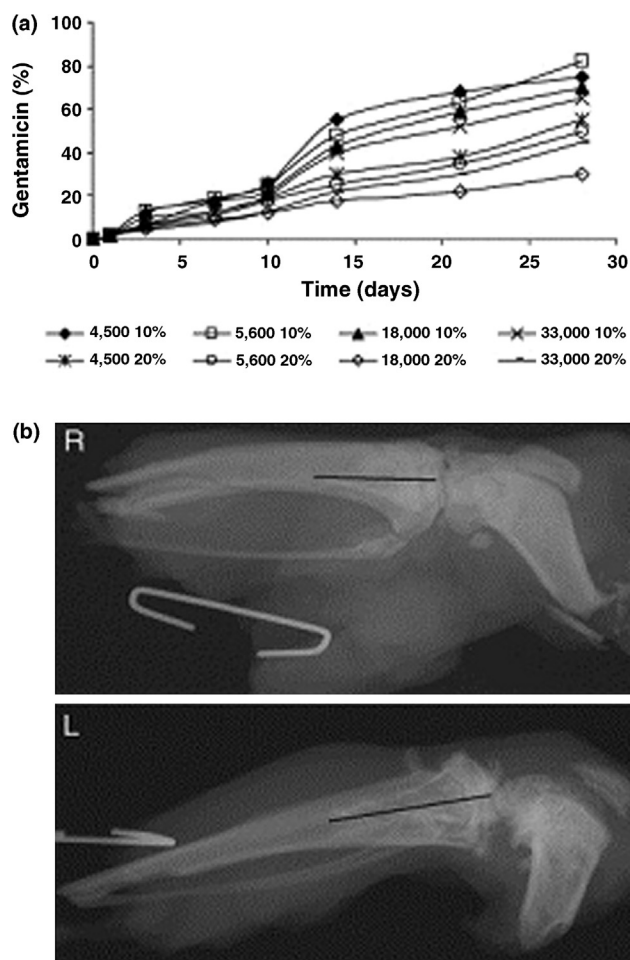 (a)
100
80
60
40
20
0
Gentamicin (%)
0 5 10 15 20 25 30
Time (days)
4,500 10% 5,600 10% 18,000 10% 33,000 10%
4,500 20% 5,600 20% 18,000 20% 33,000 20%
(b)
R
L